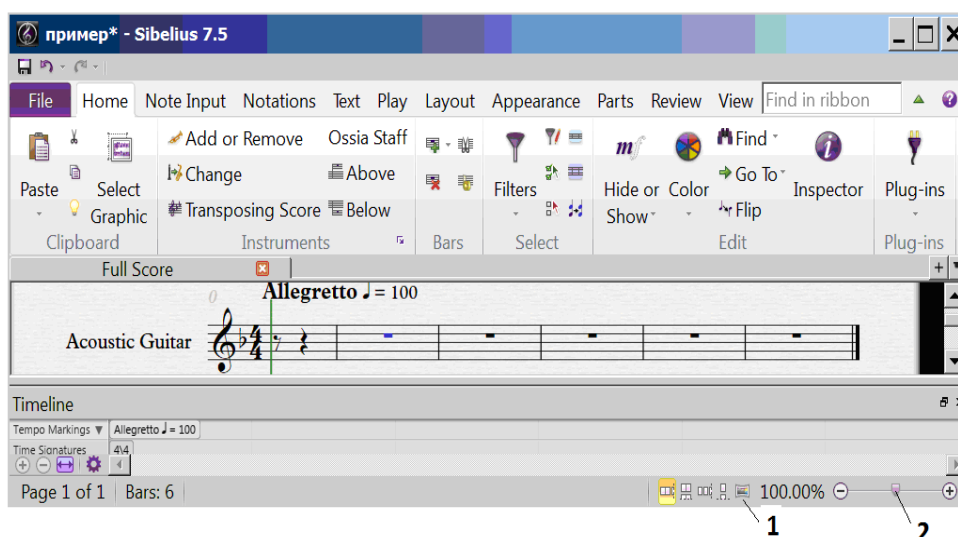 пример* - Sibelius 7.5
File Home Note Input Notations Text Play Layout Appearance Parts Review View Find in ribbon
Paste
Select
Graphic
Clipboard
Add or Remove
Change
Transposing Score
Ossia Staff
Above
Below
Instruments
Bars
Filters
Select
mf
Hide or
Show
Color
Find
Go To
Flip
Inspector
Edit
Plug-ins
Plug-ins
Full Score
0
Allegretto ♩= 100
Acoustic Guitar
4
4
Timeline
Tempo Markings ▼ Allegretto ♩= 100
Time Signatures 4\4
Page 1 of 1 Bars: 6 100.00%
1
2